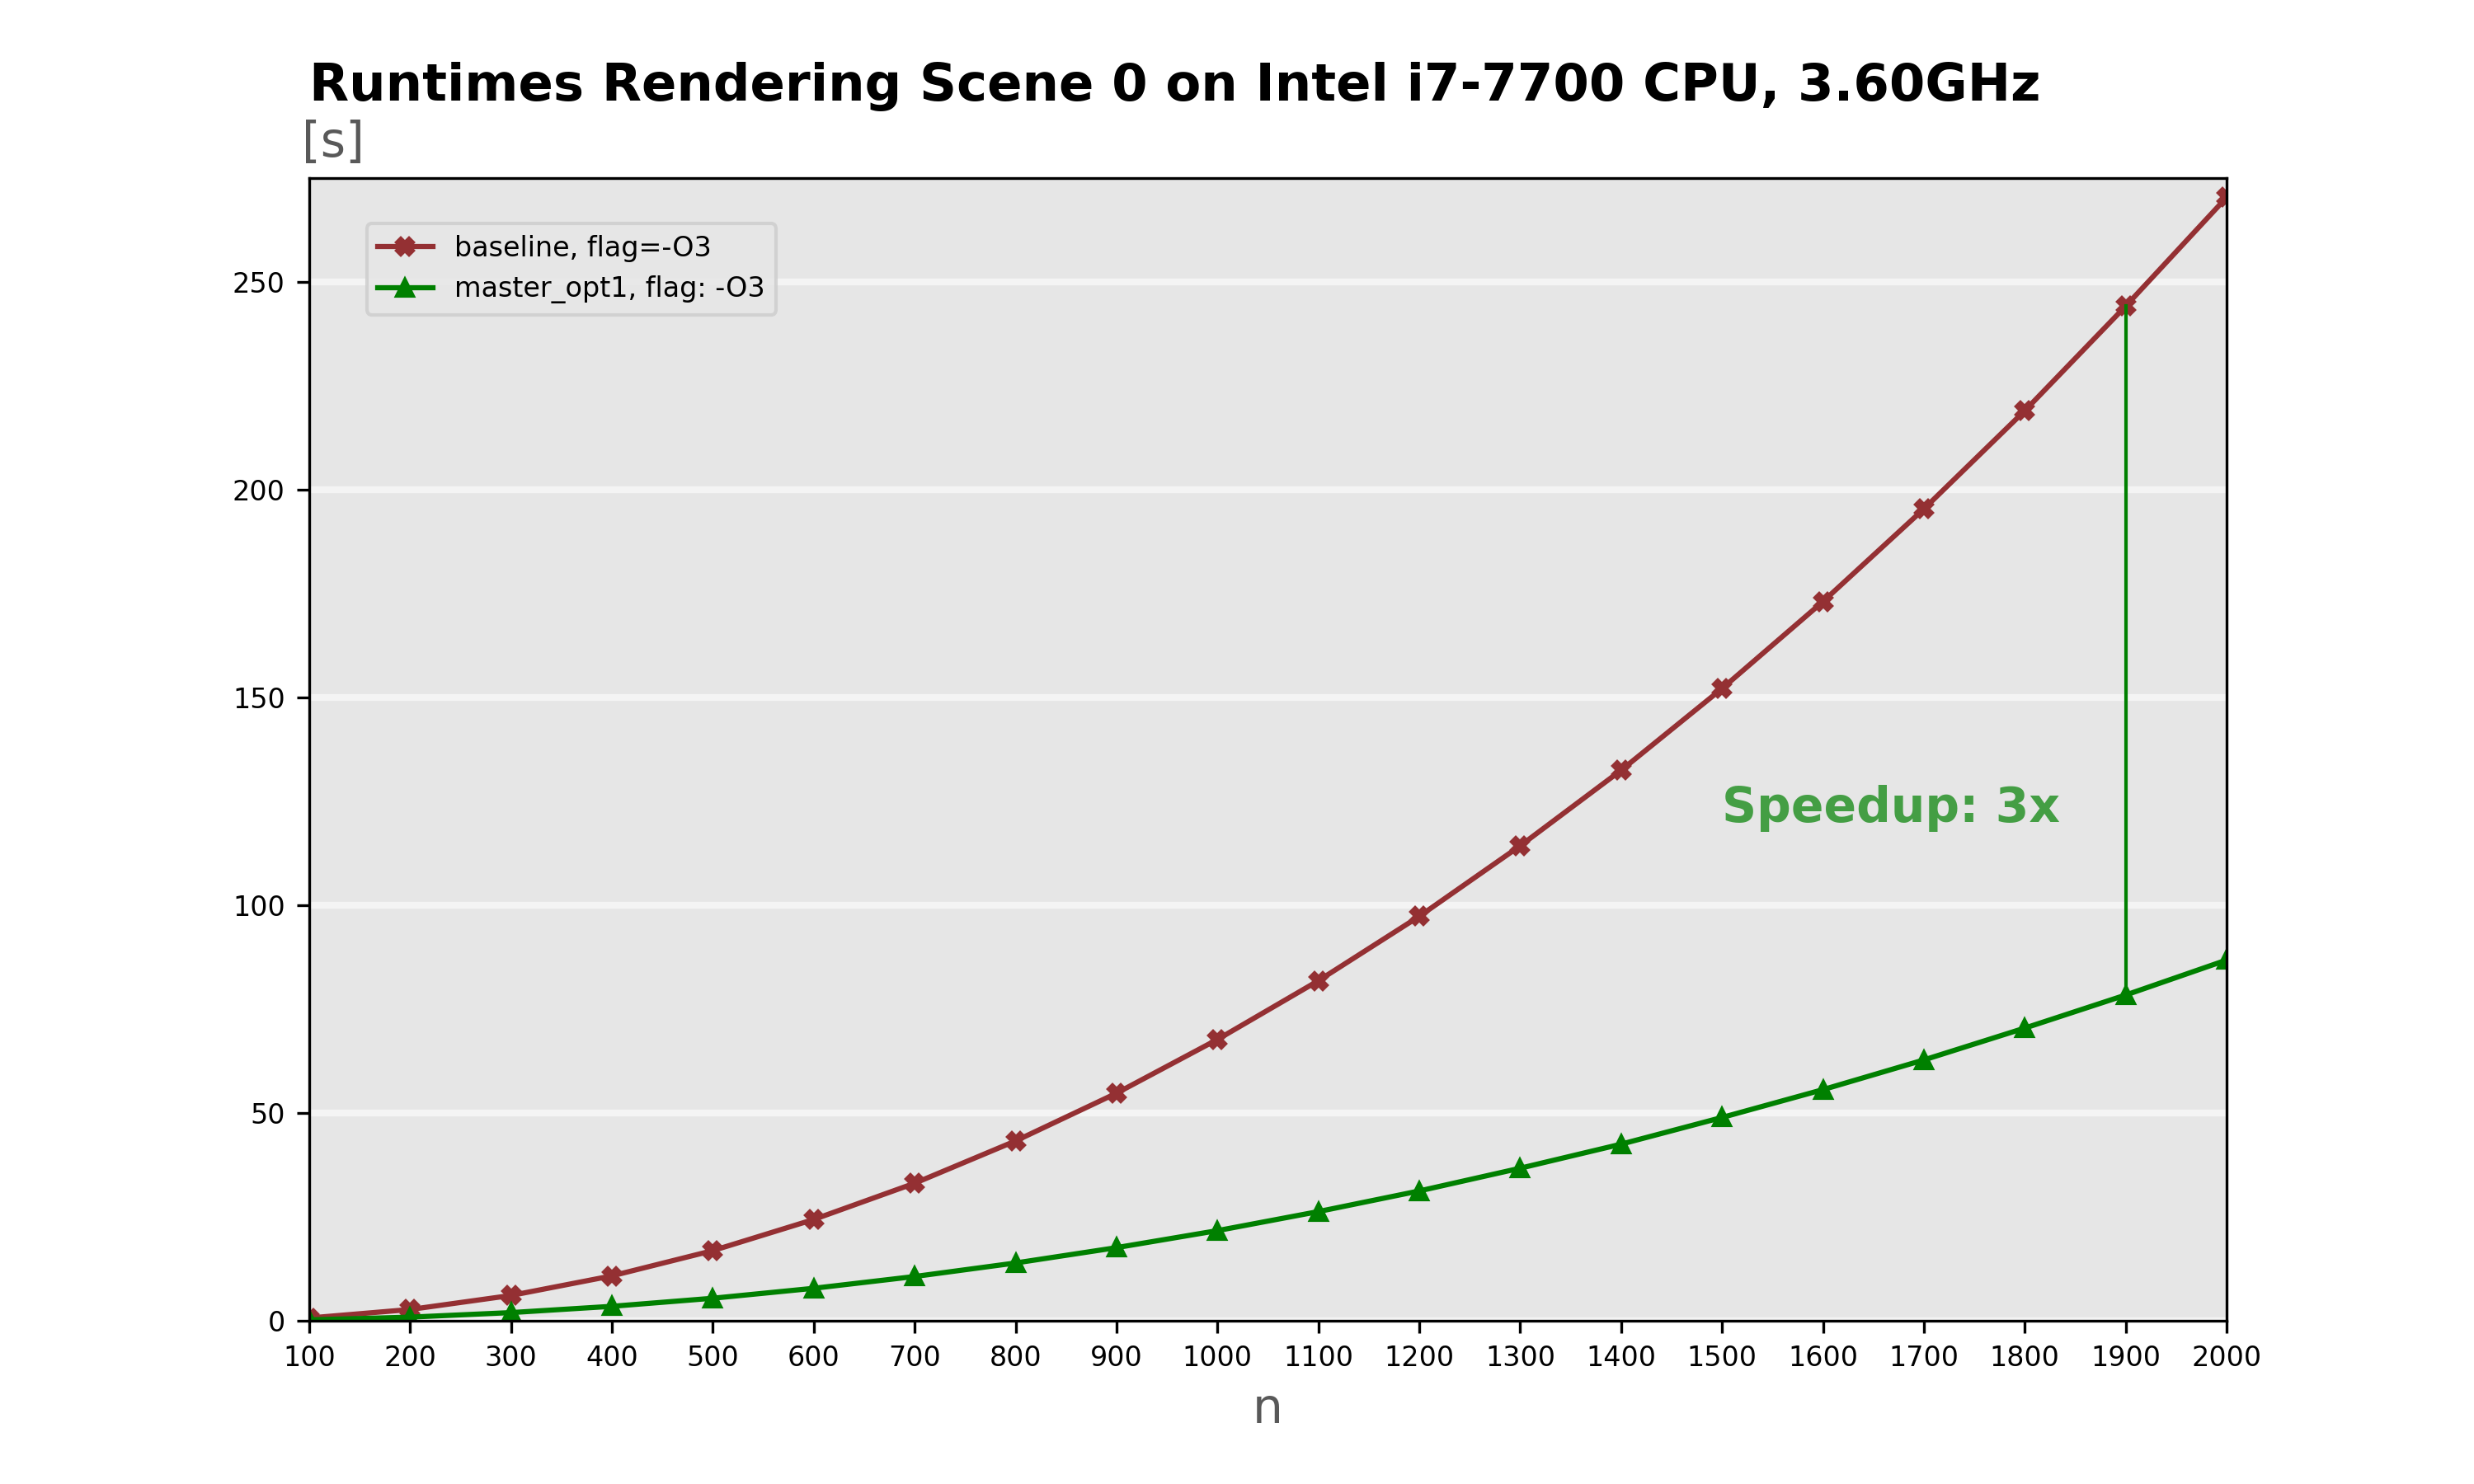 Runtimes Rendering Scene 0 on Intel i7-7700 CPU, 3.60GHz
[s]
baseline, flag=-O3
master_opt1, flag: -O3
250
200
150
Speedup: 3x
100
50
0
100 200 300 400 500 600 700 800 900 1000 1100 1200 1300 1400 1500 1600 1700 1800 1900 2000
n